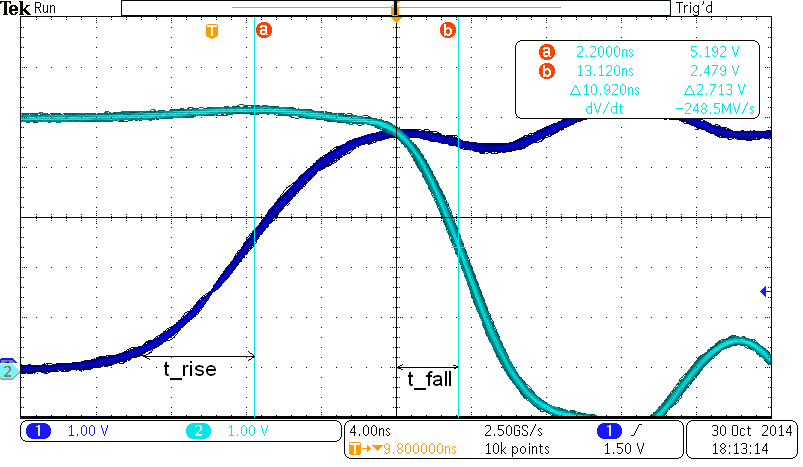 Tek Run Trig'd
T a b
a 2.2000ns 5.192 V
b 13.120ns 2.479 V
Δ10.920ns Δ2.713 V
dV/dt −248.5MV/s
t_rise
t_fall
2
1 1.00 V 2 1.00 V
4.00ns 2.50GS/s 1 1.50 V
T→▼9.800000ns 10k points
30 Oct 2014
18:13:14